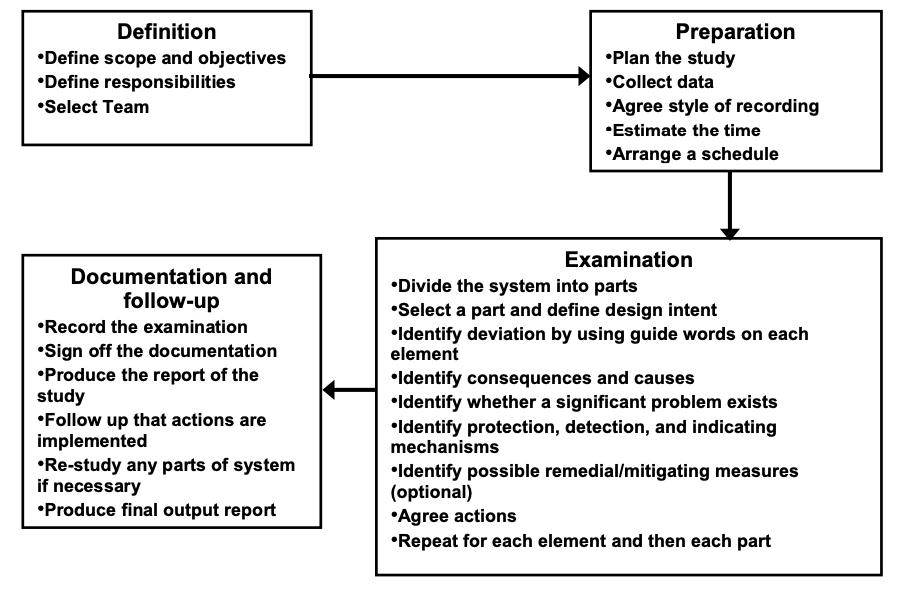 Definition
•Define scope and objectives
•Define responsibilities
•Select Team
Preparation
•Plan the study
•Collect data
•Agree style of recording
•Estimate the time
•Arrange a schedule
Examination
•Divide the system into parts
•Select a part and define design intent
•Identify deviation by using guide words on each
element
•Identify consequences and causes
•Identify whether a significant problem exists
•Identify protection, detection, and indicating
mechanisms
•Identify possible remedial/mitigating measures
(optional)
•Agree actions
•Repeat for each element and then each part
Documentation and
follow-up
•Record the examination
•Sign off the documentation
•Produce the report of the
study
•Follow up that actions are
implemented
•Re-study any parts of system
if necessary
•Produce final output report